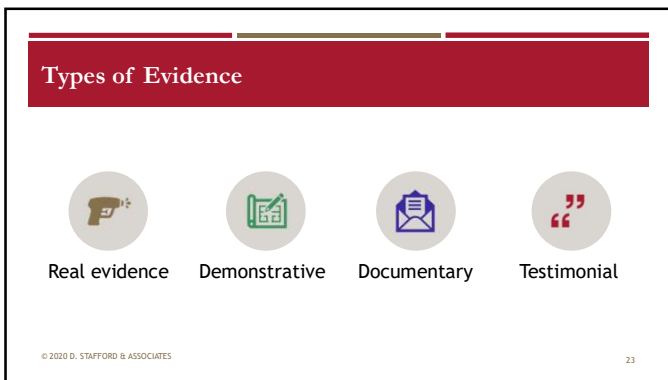 Types of Evidence
Real evidence
Demonstrative
Documentary
Testimonial
© 2020 D. STAFFORD & ASSOCIATES
23